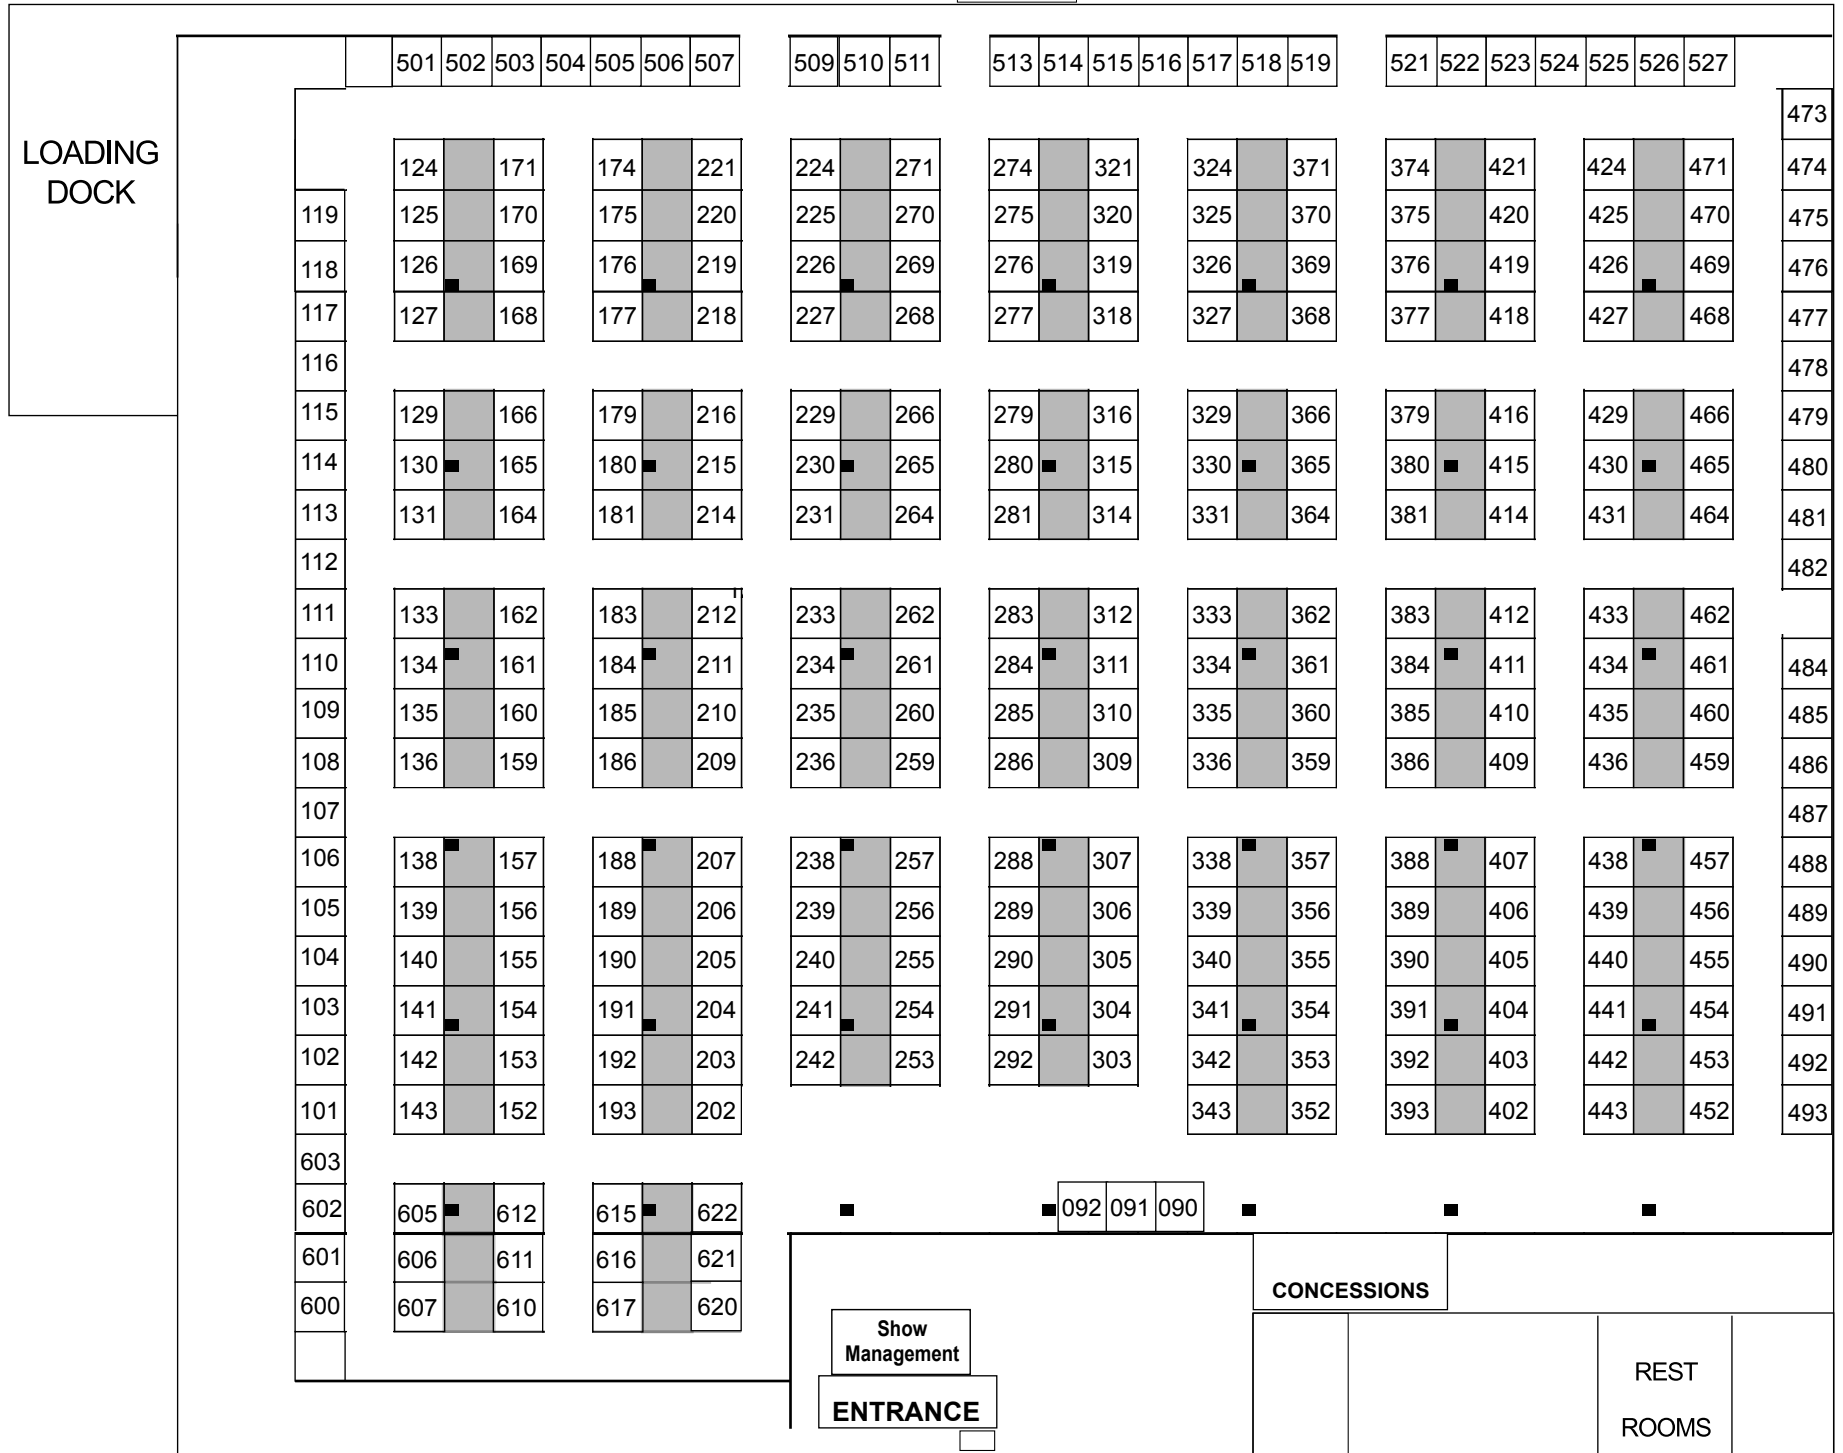 501 502 503 504 505 506 507 509 510 511 513 514 515 516 517 518 519 521 522 523 524 525 526 527
473
LOADING
DOCK
124 171 174 221 224 271 274 321 324 371 374 421 424 471 474
119 125 170 175 220 225 270 275 320 325 370 375 420 425 470 475
118 126 169 176 219 226 269 276 319 326 369 376 419 426 469 476
117 127 168 177 218 227 268 277 318 327 368 377 418 427 468 477
116 478
115 129 166 179 216 229 266 279 316 329 366 379 416 429 466 479
114 130 165 180 215 230 265 280 315 330 365 380 415 430 465 480
113 131 164 181 214 231 264 281 314 331 364 381 414 431 464 481
112 482
111 133 162 183 212 233 262 283 312 333 362 383 412 433 462
110 134 161 184 211 234 261 284 311 334 361 384 411 434 461 484
109 135 160 185 210 235 260 285 310 335 360 385 410 435 460 485
108 136 159 186 209 236 259 286 309 336 359 386 409 436 459 486
107 487
106 138 157 188 207 238 257 288 307 338 357 388 407 438 457 488
105 139 156 189 206 239 256 289 306 339 356 389 406 439 456 489
104 140 155 190 205 240 255 290 305 340 355 390 405 440 455 490
103 141 154 191 204 241 254 291 304 341 354 391 404 441 454 491
102 142 153 192 203 242 253 292 303 342 353 392 403 442 453 492
101 143 152 193 202 343 352 393 402 443 452 493
603
602 605 612 615 622 092 091 090
601 606 611 616 621
600 607 610 617 620
CONCESSIONS
Show
Management
ENTRANCE
REST
ROOMS